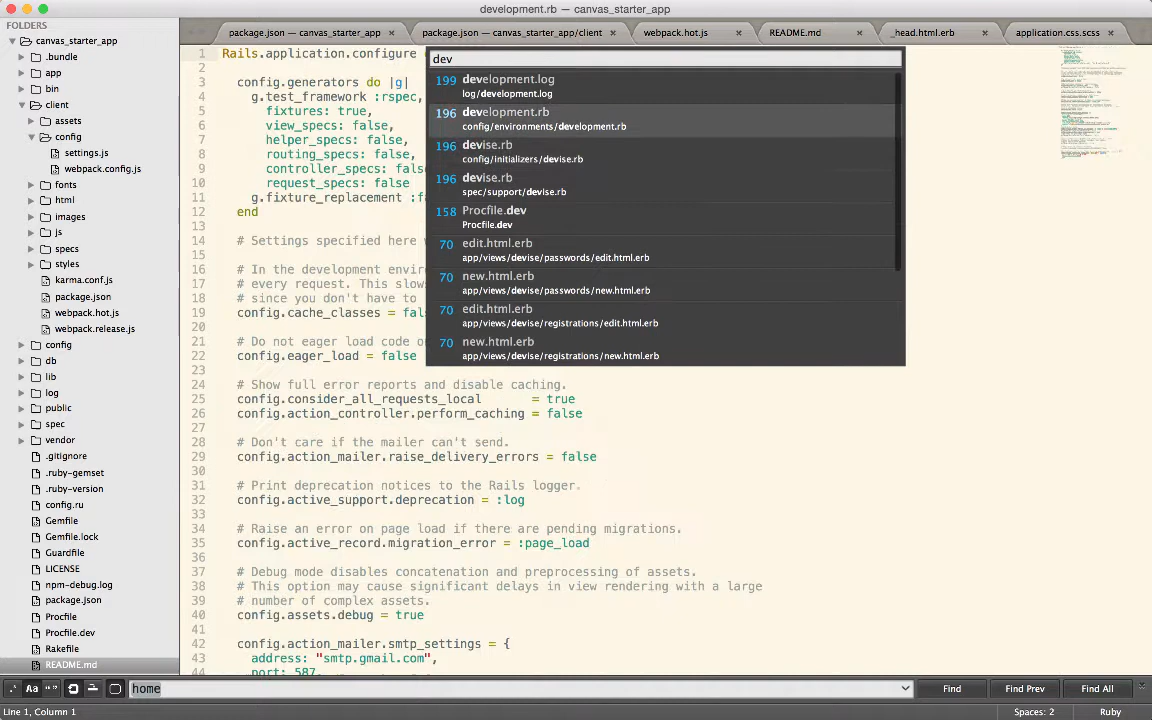 development.rb — canvas_starter_app
FOLDERS
canvas_starter_app
.bundle
app
bin
client
assets
config
settings.js
webpack.config.js
fonts
html
images
js
specs
styles
karma.conf.js
package.json
webpack.hot.js
webpack.release.js
config
db
lib
log
public
spec
vendor
.gitignore
.ruby-gemset
.ruby-version
config.ru
Gemfile
Gemfile.lock
Guardfile
LICENSE
npm-debug.log
package.json
Procfile
Procfile.dev
Rakefile
README.md
package.json — canvas_starter_app ×
package.json — canvas_starter_app/client ×
webpack.hot.js ×
README.md ×
_head.html.erb ×
application.css.scss ×
dev
199 development.log
log/development.log
196 development.rb
config/environments/development.rb
196 devise.rb
config/initializers/devise.rb
196 devise.rb
spec/support/devise.rb
158 Procfile.dev
Procfile.dev
70 edit.html.erb
app/views/devise/passwords/edit.html.erb
70 new.html.erb
app/views/devise/passwords/new.html.erb
70 edit.html.erb
app/views/devise/registrations/edit.html.erb
70 new.html.erb
app/views/devise/registrations/new.html.erb
1 Rails.application.configure
2
3 config.generators do |g|
4 g.test_framework :rspec,
5 fixtures: true,
6 view_specs: false,
7 helper_specs: false,
8 routing_specs: false,
9 controller_specs: fals
10 request_specs: false
11 g.fixture_replacement :fa
12 end
13
14 # Settings specified here
15
16 # In the development envir
17 # every request. This slow
18 # since you don't have to
19 config.cache_classes = fal
20
21 # Do not eager load code o
22 config.eager_load = false
23
24 # Show full error reports and disable caching.
25 config.consider_all_requests_local = true
26 config.action_controller.perform_caching = false
27
28 # Don't care if the mailer can't send.
29 config.action_mailer.raise_delivery_errors = false
30
31 # Print deprecation notices to the Rails logger.
32 config.active_support.deprecation = :log
33
34 # Raise an error on page load if there are pending migrations.
35 config.active_record.migration_error = :page_load
36
37 # Debug mode disables concatenation and preprocessing of assets.
38 # This option may cause significant delays in view rendering with a large
39 # number of complex assets.
40 config.assets.debug = true
41
42 config.action_mailer.smtp_settings = {
43 address: "smtp.gmail.com",
44 port: 587,
.* Aa “” home Find Find Prev Find All
Line 1, Column 1 Spaces: 2 Ruby